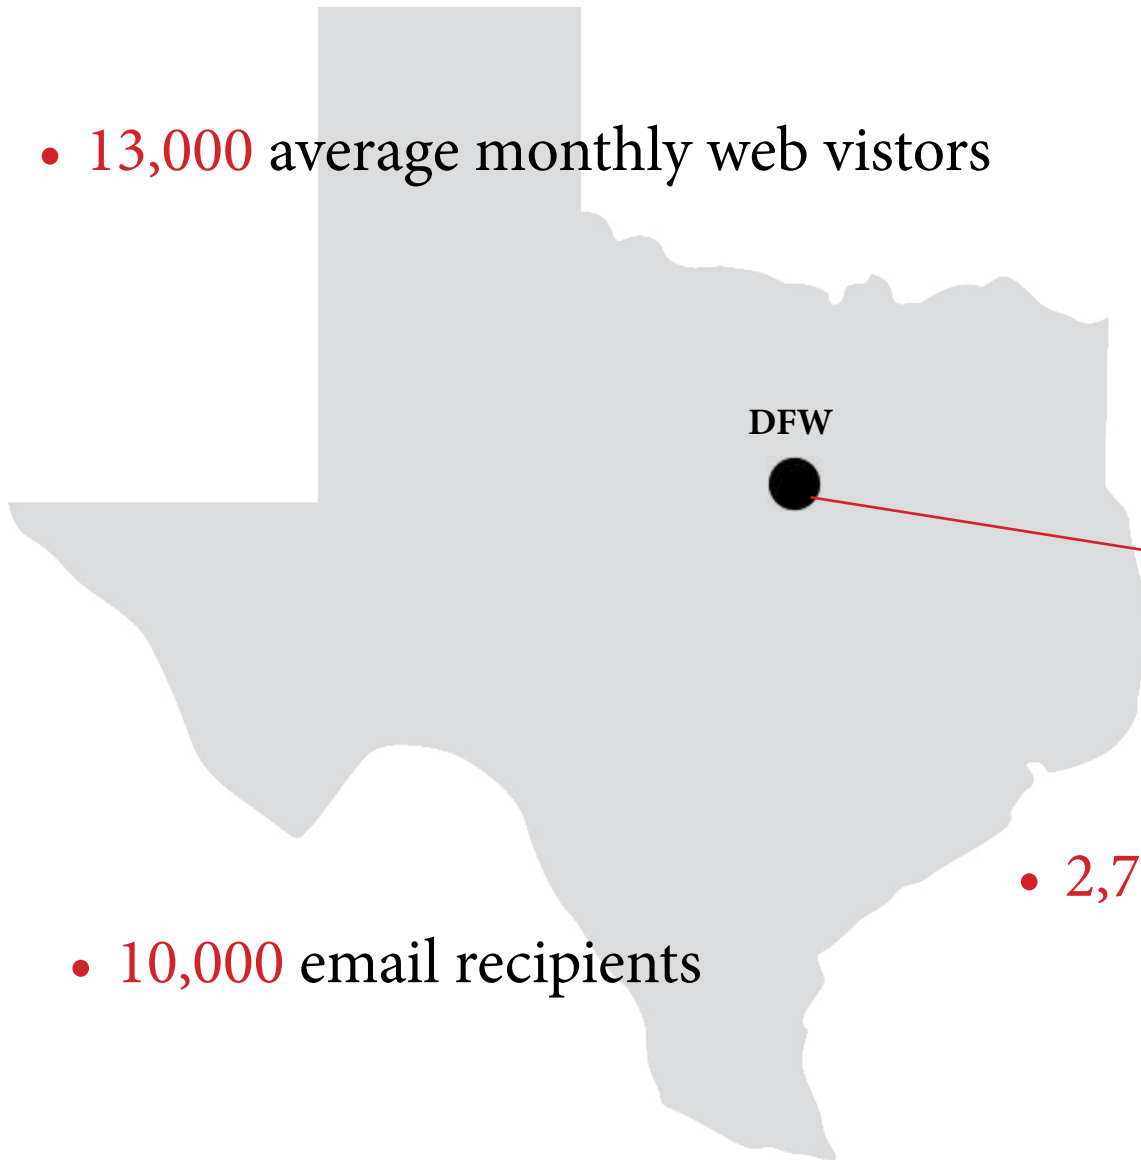 • 13,000 average monthly web vistors
DFW
• 2,7
• 10,000 email recipients